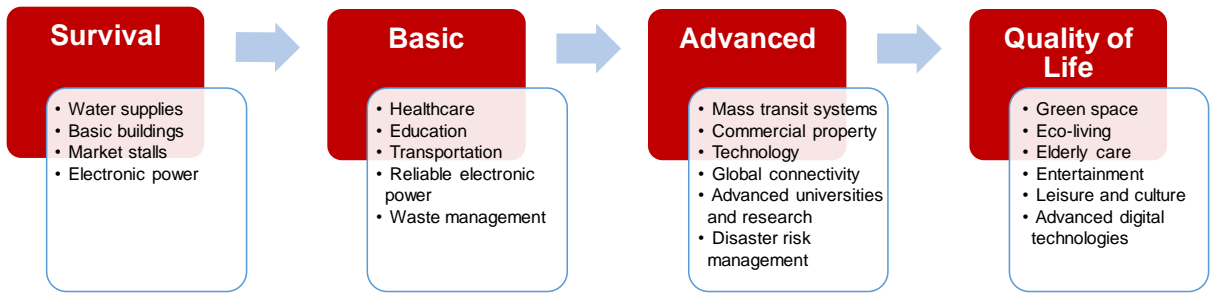 Survival
• Water supplies
• Basic buildings
• Market stalls
• Electronic power
Basic
• Healthcare
• Education
• Transportation
• Reliable electronic
power
• Waste management
Advanced
• Mass transit systems
• Commercial property
• Technology
• Global connectivity
• Advanced universities
and research
• Disaster risk
management
Quality of
Life
• Green space
• Eco-living
• Elderly care
• Entertainment
• Leisure and culture
• Advanced digital
technologies